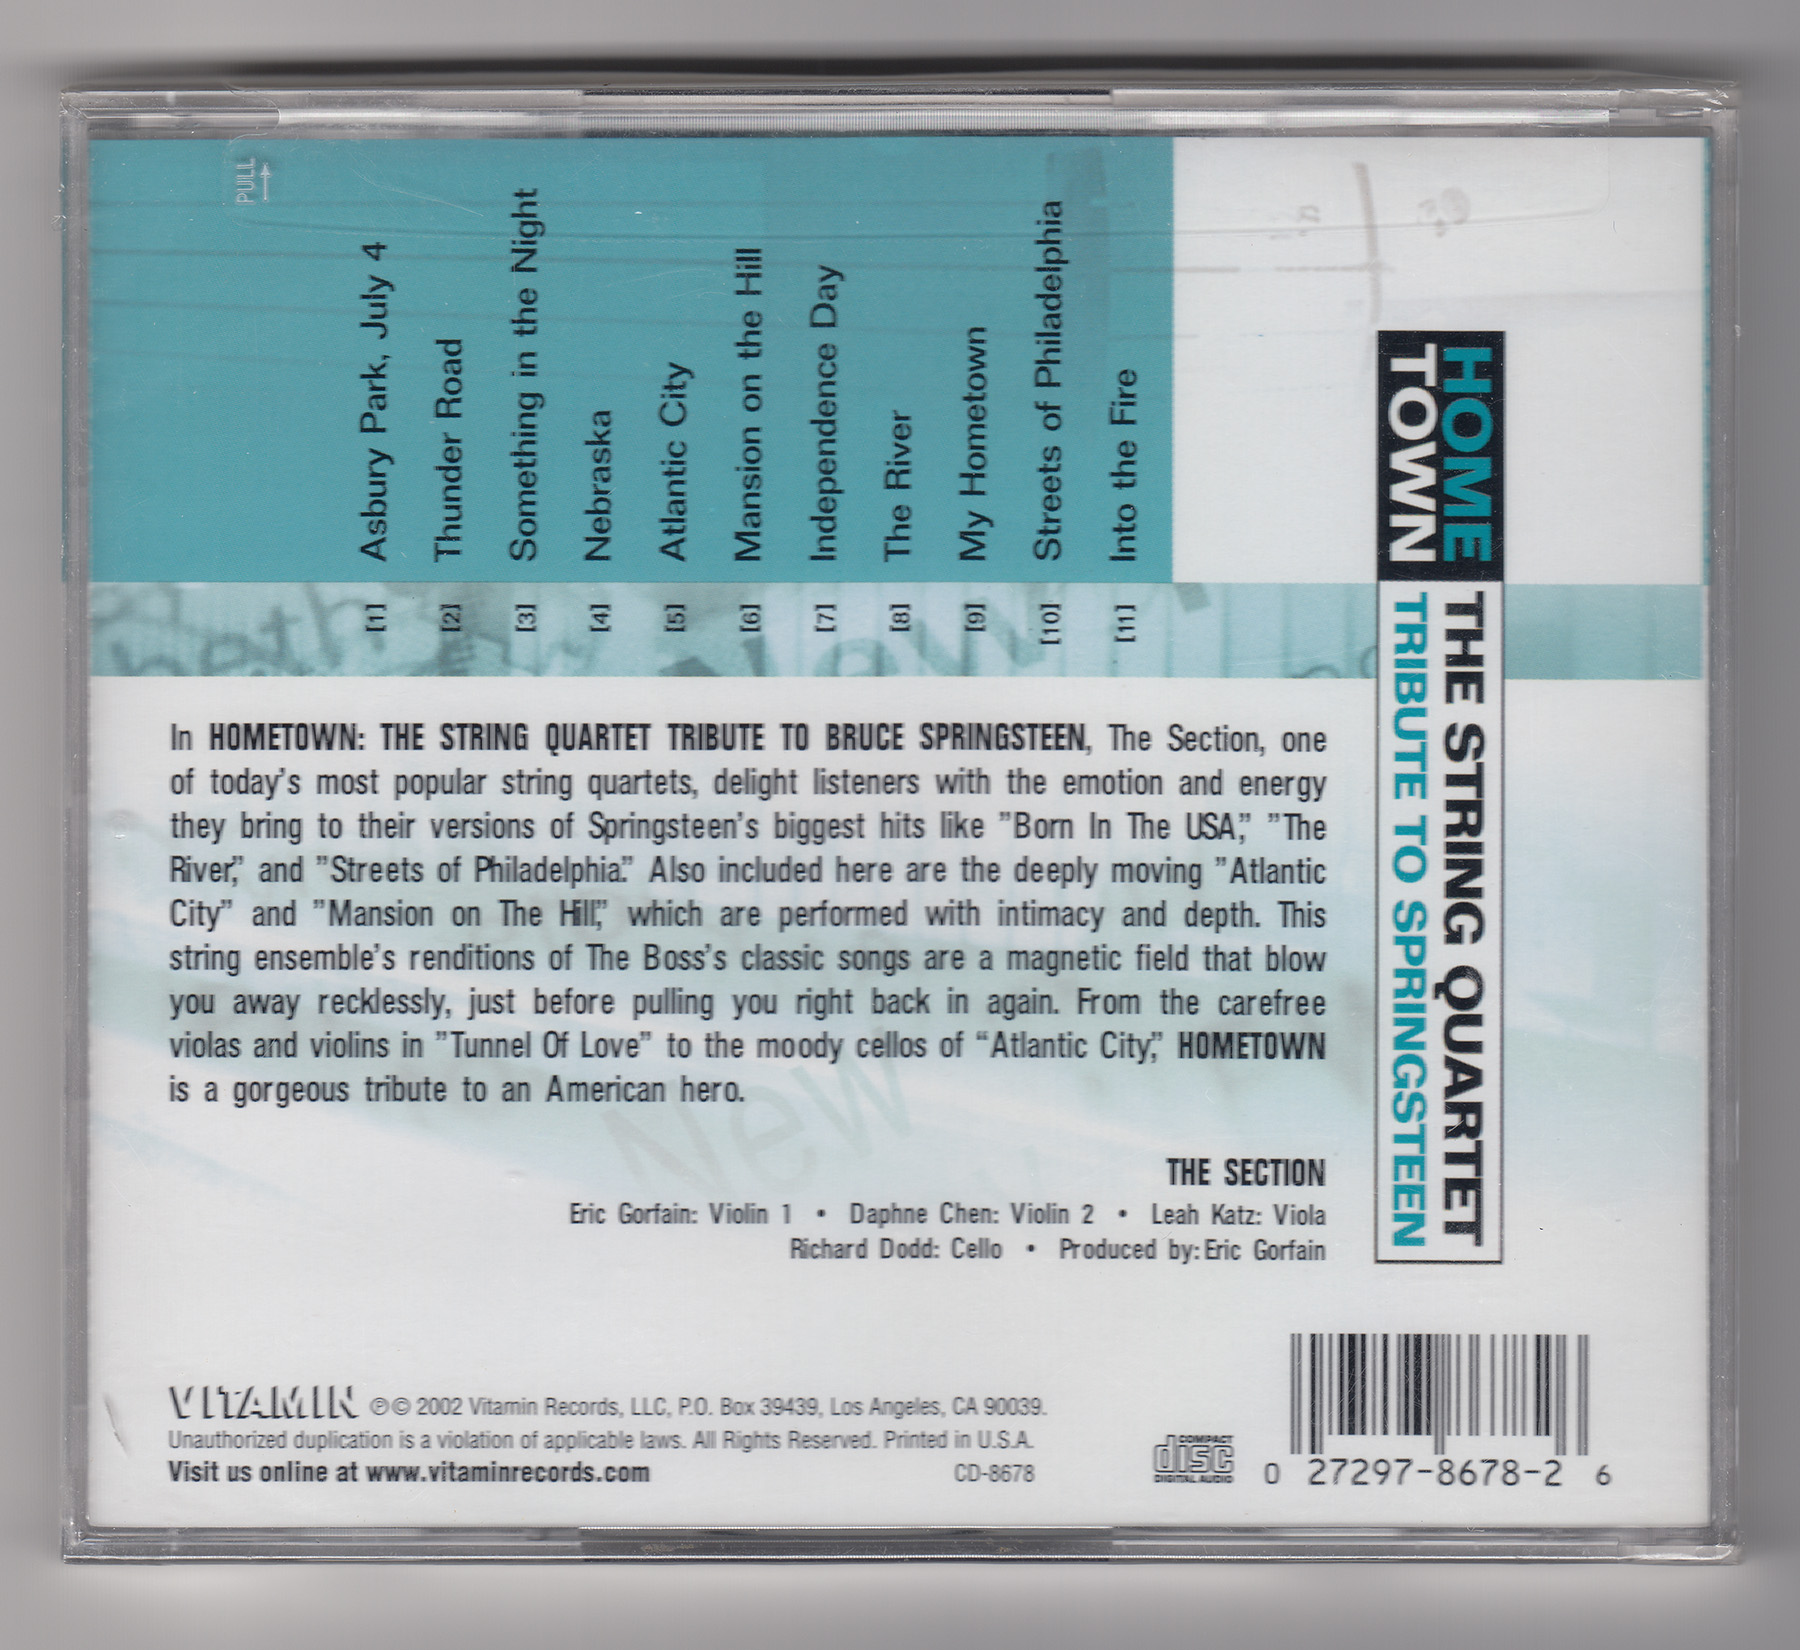 PULL
[1] Asbury Park, July 4
[2] Thunder Road
[3] Something in the Night
[4] Nebraska
[5] Atlantic City
[6] Mansion on the Hill
[7] Independence Day
[8] The River
[9] My Hometown
[10] Streets of Philadelphia
[11] Into the Fire
HOME
TOWN
THE STRING QUARTET
TRIBUTE TO SPRINGSTEEN
In HOMETOWN: THE STRING QUARTET TRIBUTE TO BRUCE SPRINGSTEEN, The Section, one
of today's most popular string quartets, delight listeners with the emotion and energy
they bring to their versions of Springsteen's biggest hits like ”Born In The USA,” ”The
River,” and ”Streets of Philadelphia.” Also included here are the deeply moving ”Atlantic
City” and ”Mansion on The Hill,” which are performed with intimacy and depth. This
string ensemble's renditions of The Boss's classic songs are a magnetic field that blow
you away recklessly, just before pulling you right back in again. From the carefree
violas and violins in ”Tunnel Of Love” to the moody cellos of “Atlantic City,” HOMETOWN
is a gorgeous tribute to an American hero.
New
THE SECTION
Eric Gorfain: Violin 1 • Daphne Chen: Violin 2 • Leah Katz: Viola
Richard Dodd: Cello • Produced by: Eric Gorfain
VITAMIN ℗© 2002 Vitamin Records, LLC, P.O. Box 39439, Los Angeles, CA 90039.
Unauthorized duplication is a violation of applicable laws. All Rights Reserved. Printed in U.S.A.
Visit us online at www.vitaminrecords.com CD-8678
COMPACT
disc
DIGITAL AUDIO
0 27297-8678-2 6